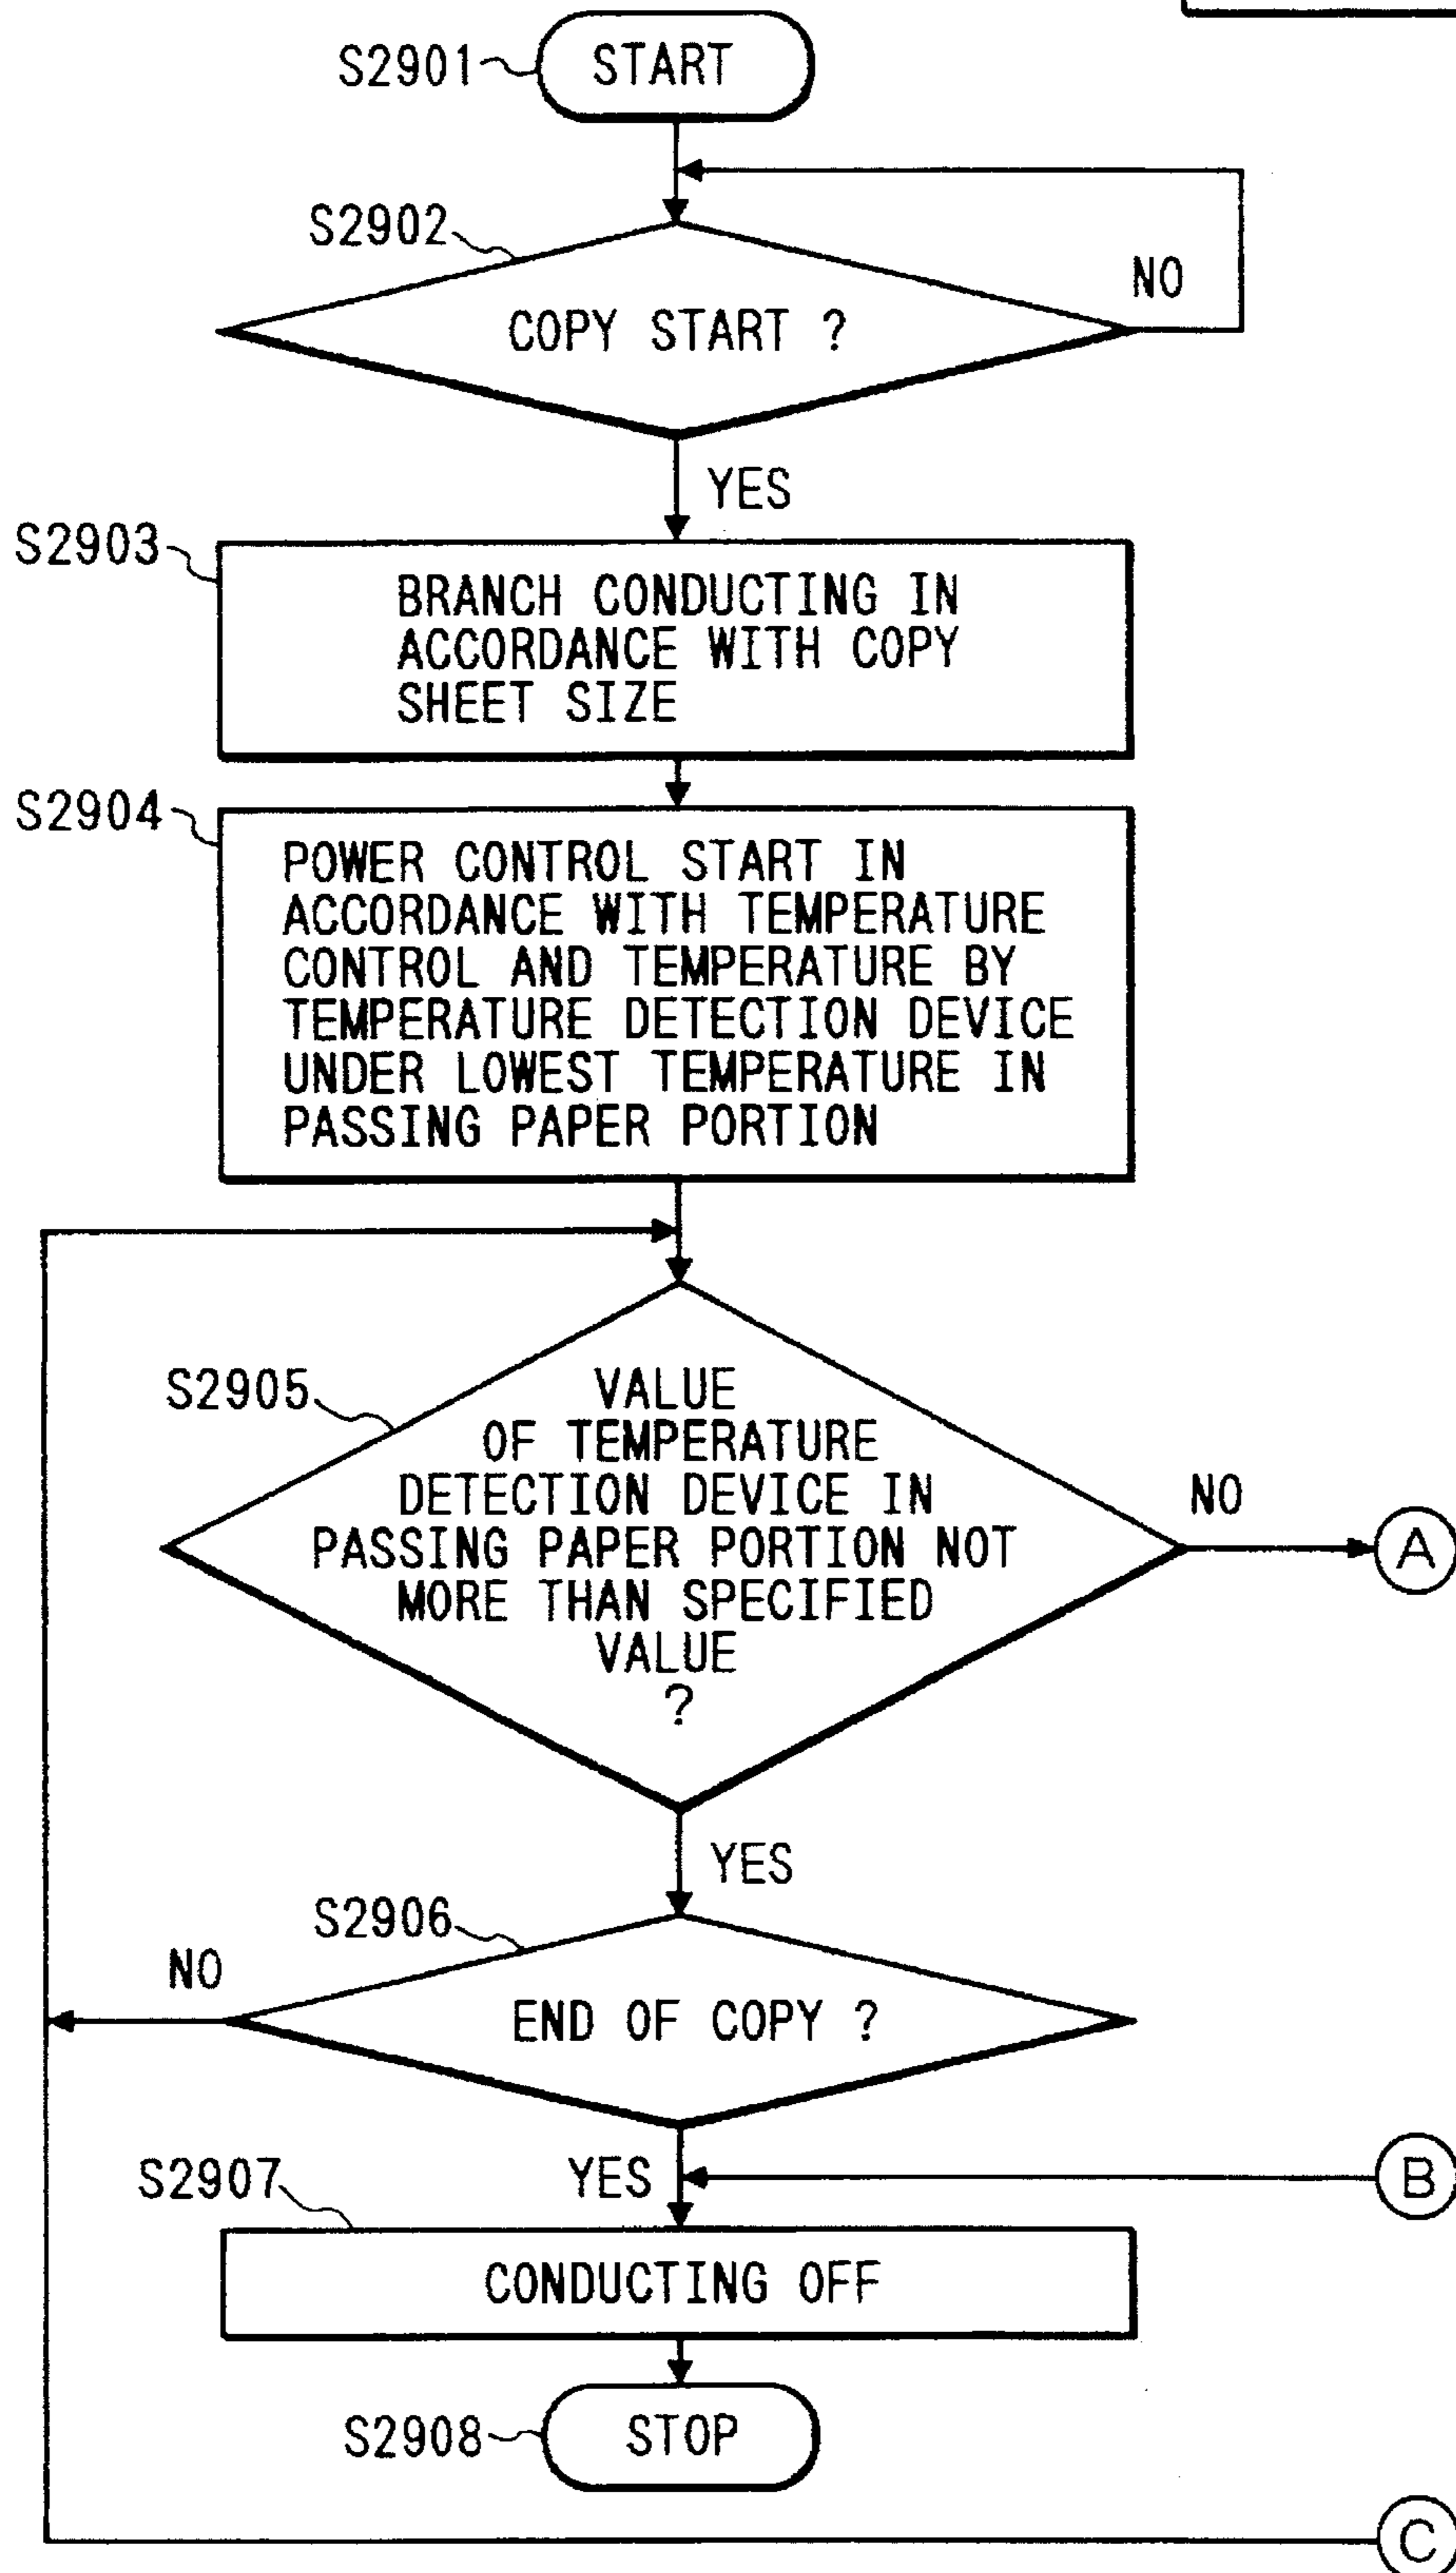 S2901
START
S2902
NO
COPY START ?
YES
S2903
BRANCH CONDUCTING IN
ACCORDANCE WITH COPY
SHEET SIZE
S2904
POWER CONTROL START IN
ACCORDANCE WITH TEMPERATURE
CONTROL AND TEMPERATURE BY
TEMPERATURE DETECTION DEVICE
UNDER LOWEST TEMPERATURE IN
PASSING PAPER PORTION
S2905
VALUE
OF TEMPERATURE
DETECTION DEVICE IN
PASSING PAPER PORTION NOT
MORE THAN SPECIFIED
VALUE
?
NO
A
YES
S2906
NO
END OF COPY ?
YES
B
S2907
CONDUCTING OFF
S2908
STOP
C